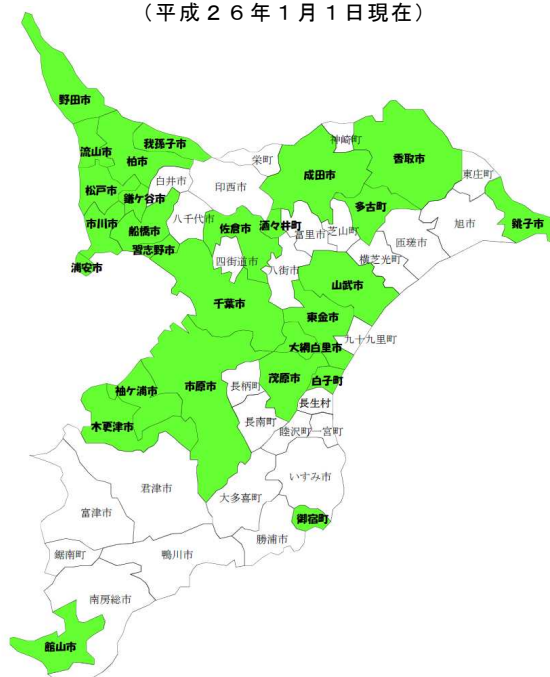 （平成２６年１月１日現在）
野田市
流山市
我孫子市
柏市
松戸市
鎌ケ谷市
白井市
印西市
栄町
神崎町
成田市
香取市
東庄町
銚子市
市川市
船橋市
八千代市
習志野市
浦安市
佐倉市
酒々井町
富里市
芝山町
多古町
旭市
匝瑳市
横芝光町
四街道市
八街市
山武市
千葉市
東金市
九十九里町
大網白里市
袖ケ浦市
市原市
長柄町
茂原市
白子町
長生村
木更津市
長南町
睦沢町
一宮町
君津市
大多喜町
いすみ市
富津市
御宿町
勝浦市
鋸南町
鴨川市
南房総市
館山市